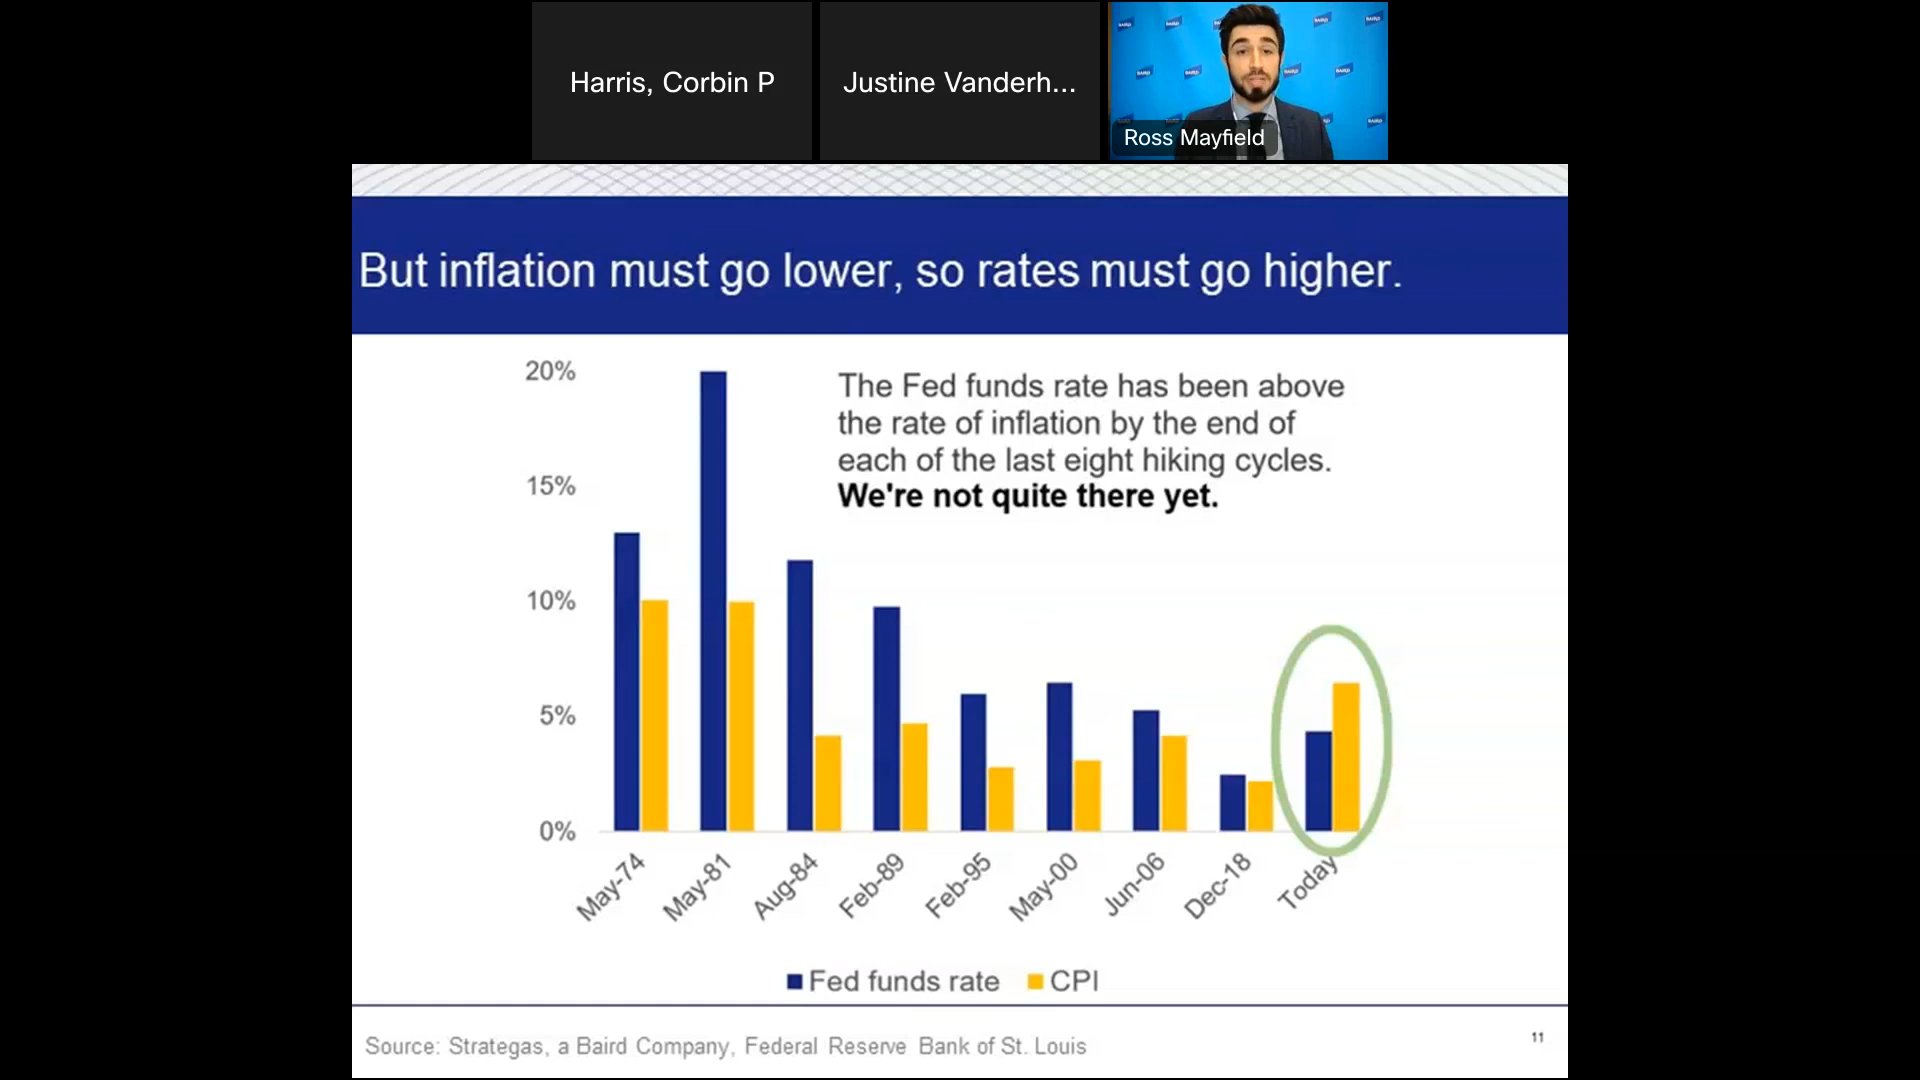 Harris, Corbin P
Justine Vanderh...
BAIRD
Ross Mayfield
But inflation must go lower, so rates must go higher.
The Fed funds rate has been above
the rate of inflation by the end of
each of the last eight hiking cycles.
We're not quite there yet.
20%
15%
10%
5%
0%
May-74
May-81
Aug-84
Feb-89
Feb-95
May-00
Jun-06
Dec-18
Today
Fed funds rate
CPI
Source: Strategas, a Baird Company, Federal Reserve Bank of St. Louis
11